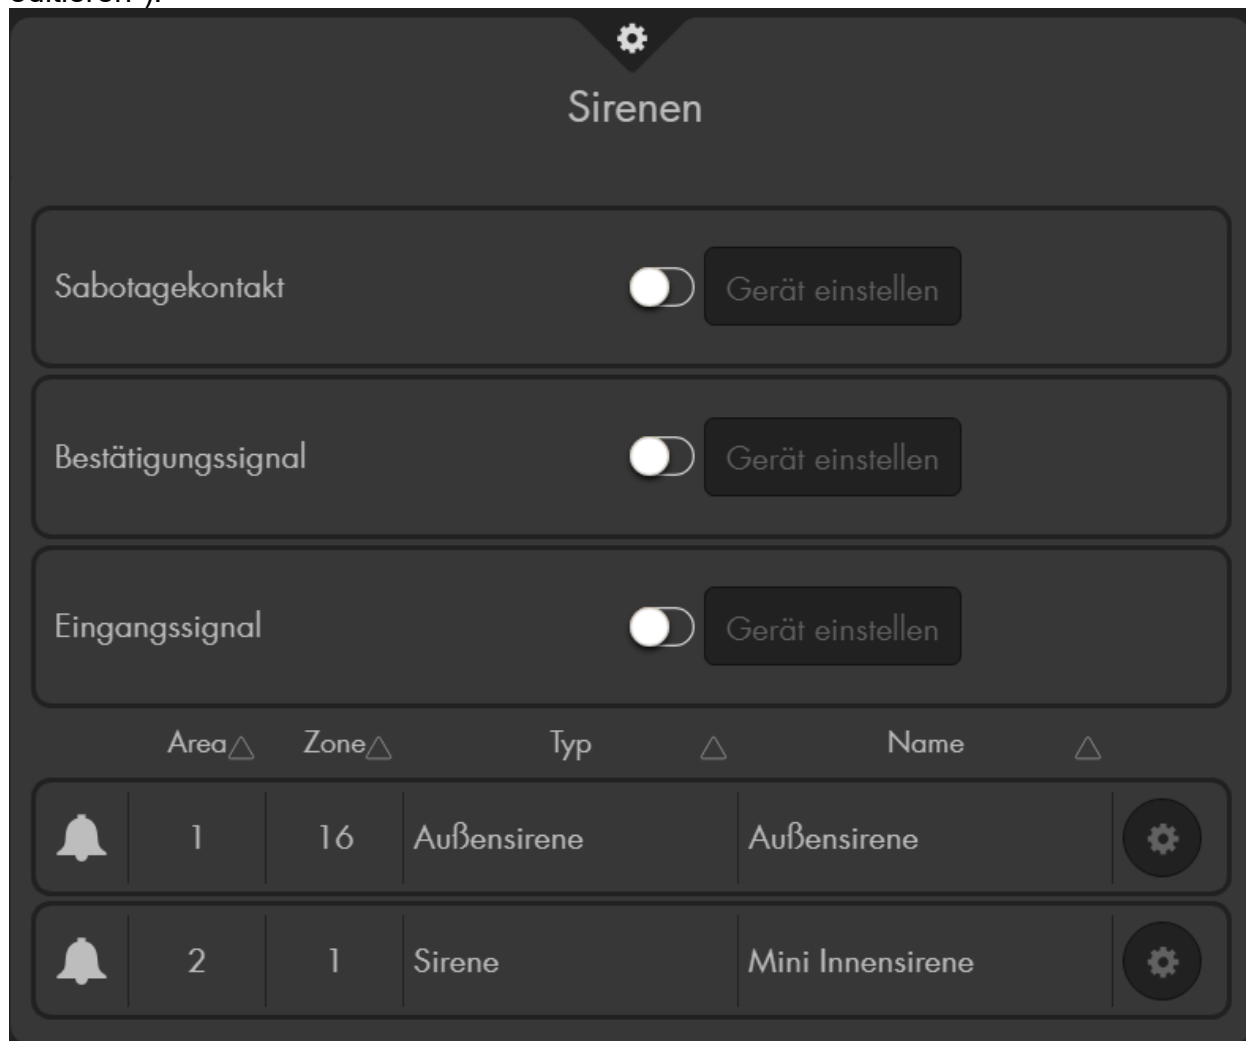 editieren").
Sirenen
Sabotagekontakt Gerät einstellen
Bestätigungssignal Gerät einstellen
Eingangssignal Gerät einstellen
Area Zone Typ Name
1 16 Außensirene Außensirene
2 1 Sirene Mini Innensirene